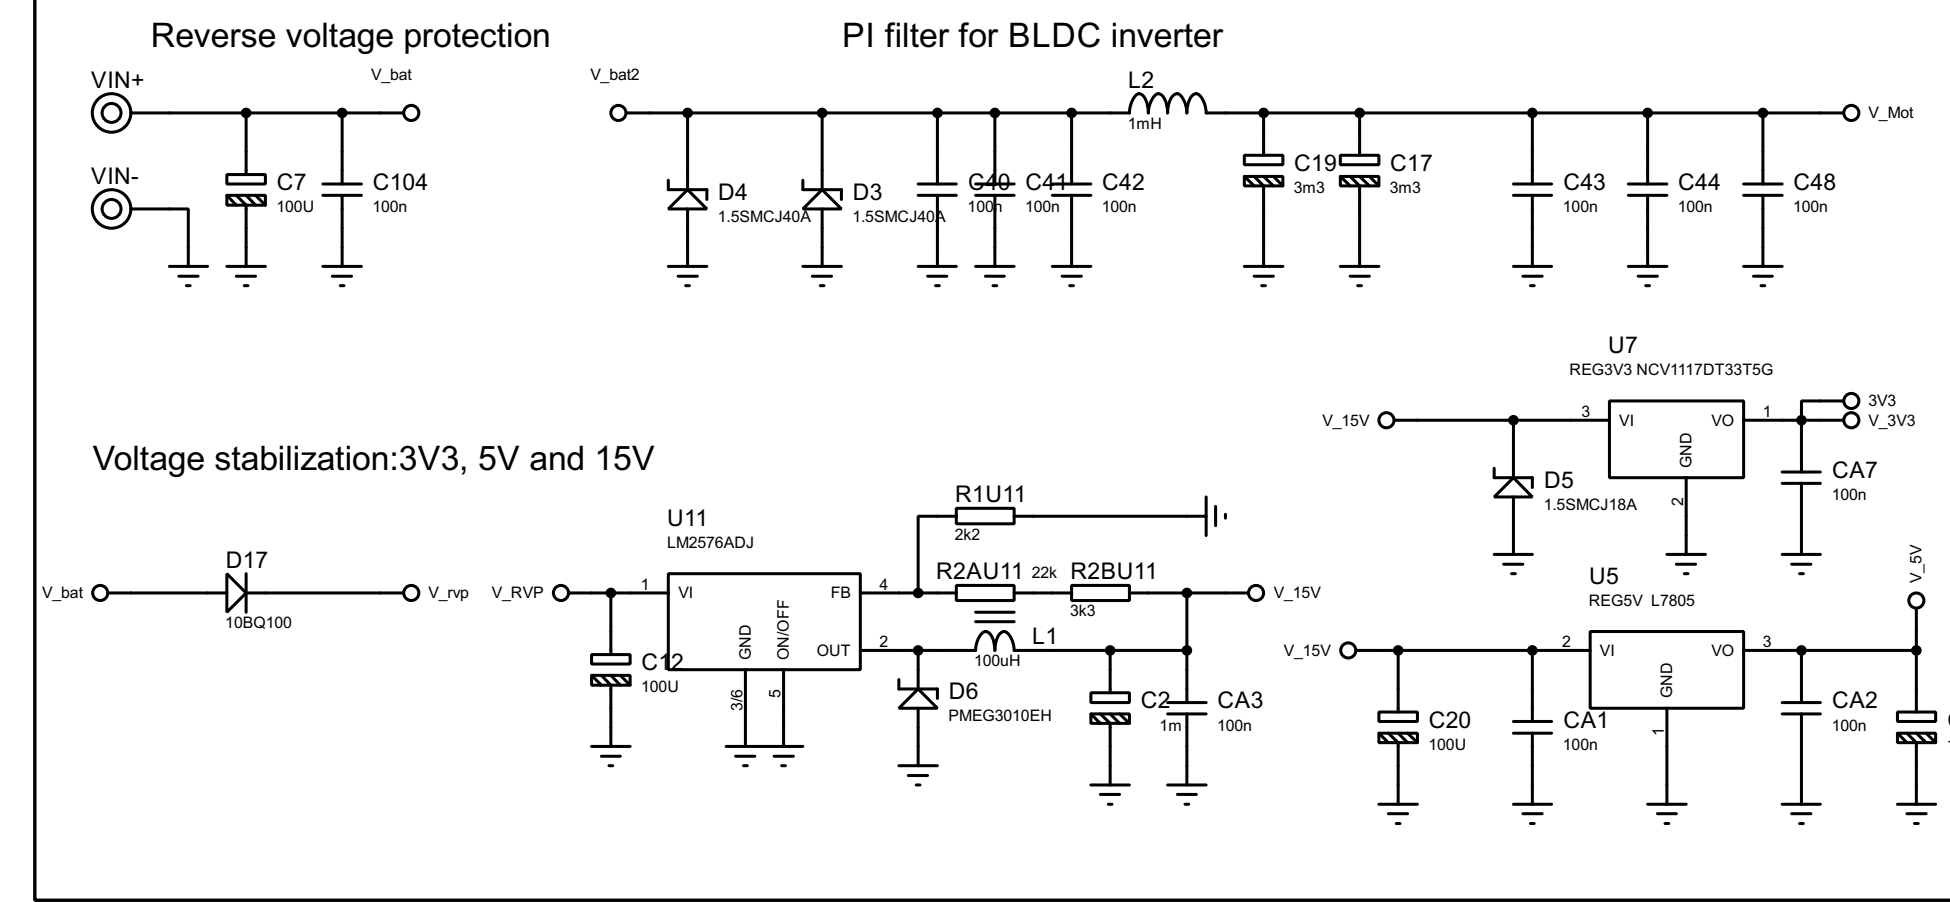 Reverse voltage protection
PI filter for BLDC inverter
VIN+
V_bat
V_bat2
L2
1mH
V_Mot
VIN-
C7
100U
C104
100n
D4
1.5SMCJ40A
D3
1.5SMCJ40A
C40
100n
C41
100n
C42
100n
C19
3m3
C17
3m3
C43
100n
C44
100n
C48
100n
U7
REG3V3 NCV1117DT33T5G
V_15V
3
VI
VO
GND
1
2
3V3
V_3V3
D5
1.5SMCJ18A
CA7
100n
Voltage stabilization:3V3, 5V and 15V
V_bat
D17
10BQ100
V_rvp
V_RVP
U11
LM2576ADJ
1
VI
FB
4
GND
ON/OFF
OUT
2
3/6
5
C12
100U
R1U11
2k2
R2AU11
22k
R2BU11
3k3
V_15V
L1
100uH
D6
PMEG3010EH
C2
1m
CA3
100n
U5
REG5V L7805
V_15V
2
VI
VO
3
GND
1
V_5V
C20
100U
CA1
100n
CA2
100n